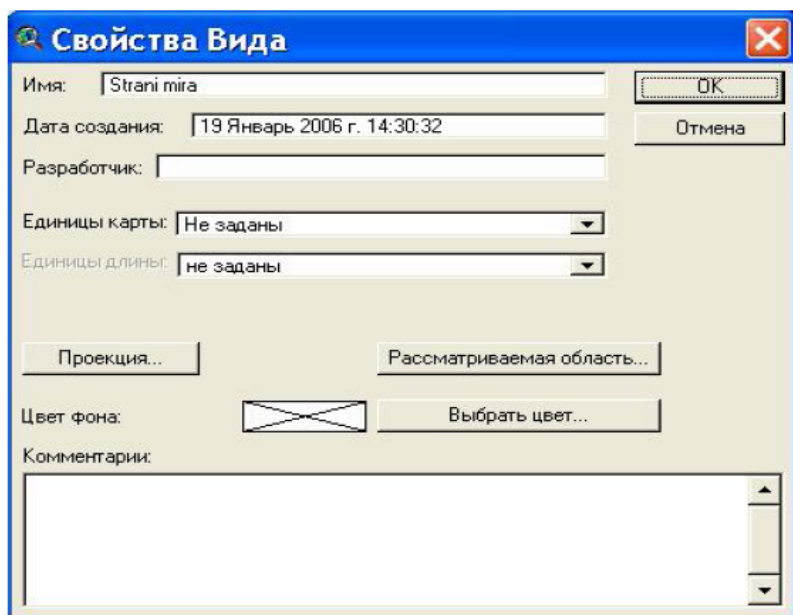 Свойства Вида
Имя: Strani mira
OK
Дата создания: 19 Январь 2006 г. 14:30:32
Отмена
Разработчик:
Единицы карты: Не заданы
Единицы длины: не заданы
Проекция... Рассматриваемая область...
Цвет фона: Выбрать цвет...
Комментарии: